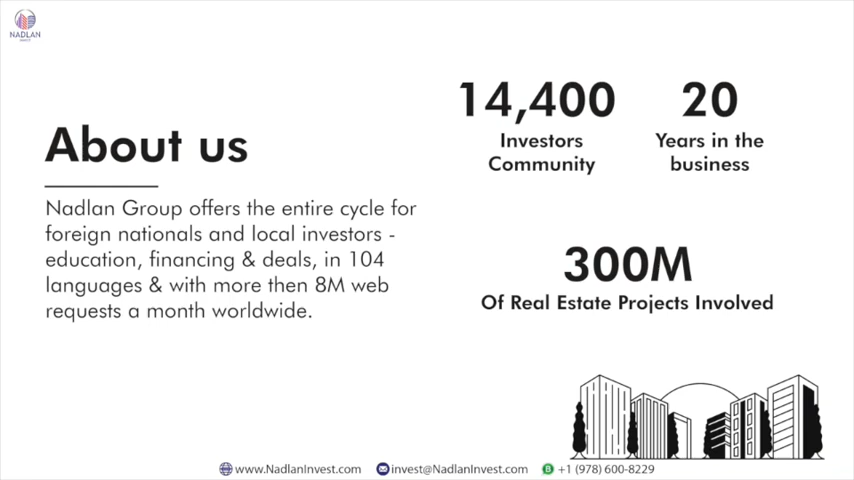 NADLAN
INVEST
About us
Nadlan Group offers the entire cycle for
foreign nationals and local investors -
education, financing & deals, in 104
languages & with more then 8M web
requests a month worldwide.
14,400
Investors
Community
20
Years in the
business
300M
Of Real Estate Projects Involved
www.NadlanInvest.com invest@NadlanInvest.com +1 (978) 600-8229